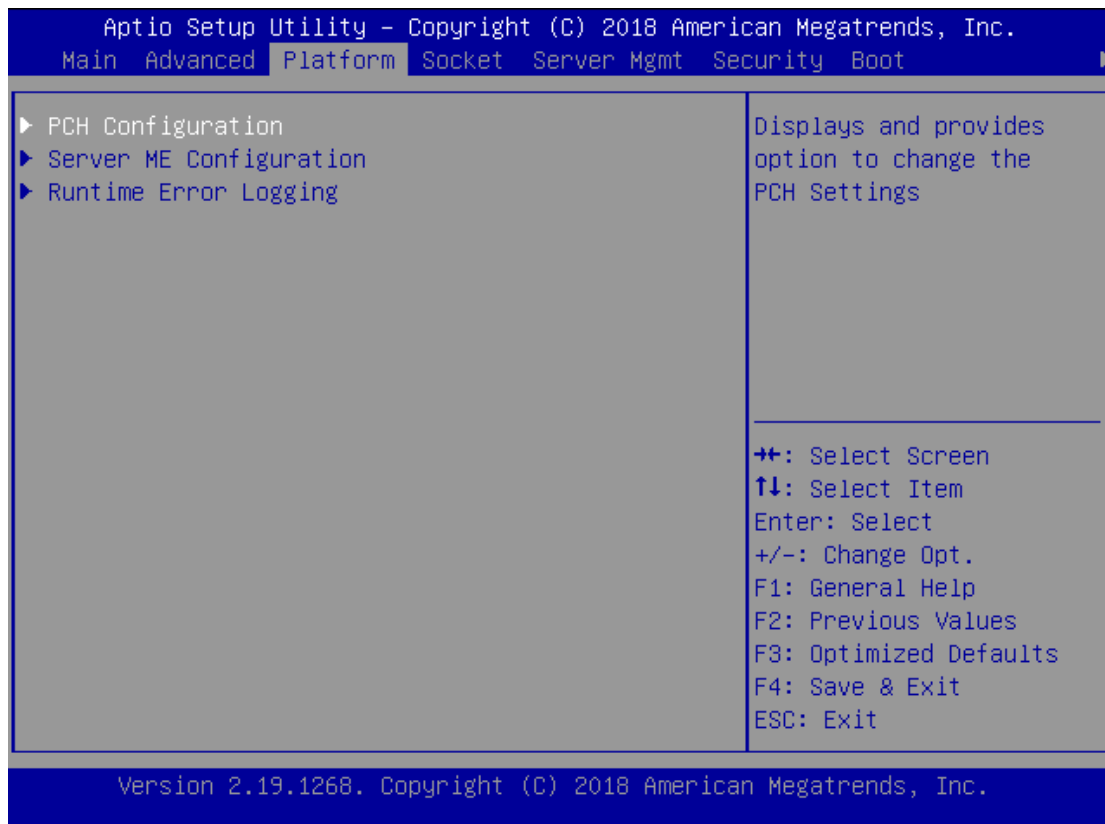 Aptio Setup Utility – Copyright (C) 2018 American Megatrends, Inc.
Main Advanced Platform Socket Server Mgmt Security Boot
PCH Configuration
Server ME Configuration
Runtime Error Logging
Displays and provides
option to change the
PCH Settings
→←: Select Screen
↑↓: Select Item
Enter: Select
+/-: Change Opt.
F1: General Help
F2: Previous Values
F3: Optimized Defaults
F4: Save & Exit
ESC: Exit
Version 2.19.1268. Copyright (C) 2018 American Megatrends, Inc.